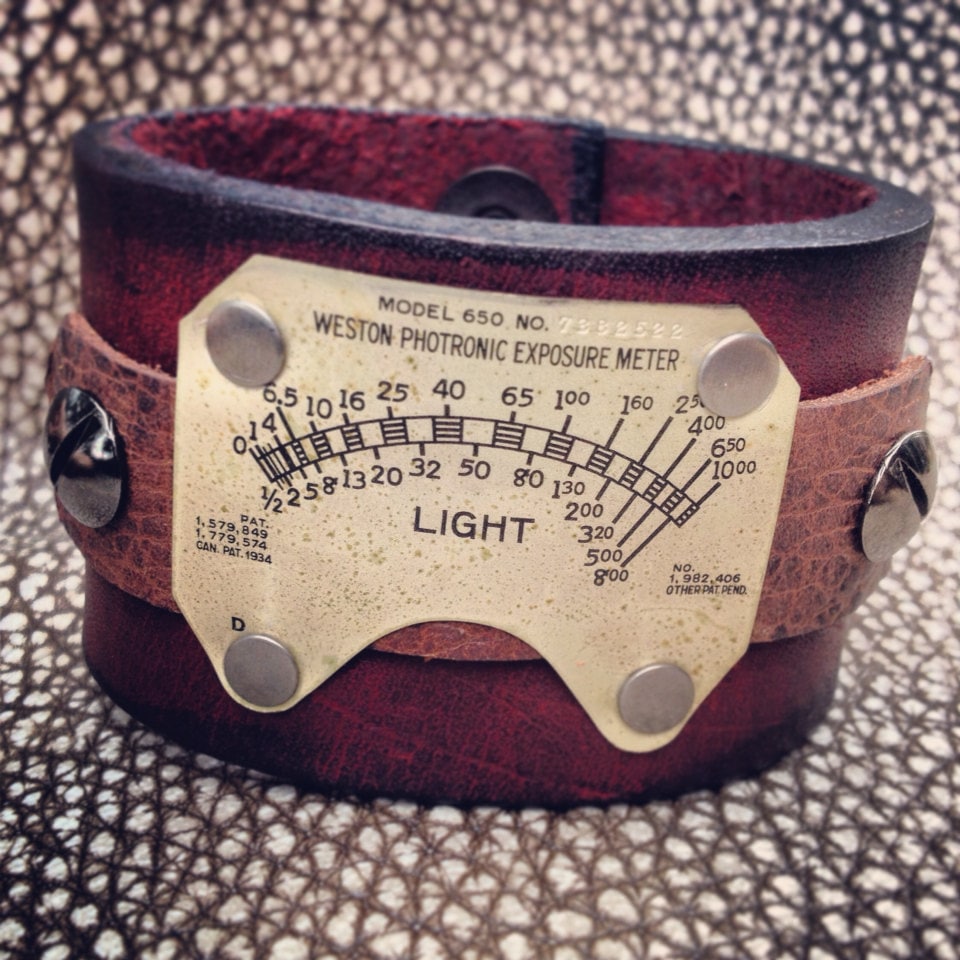 MODEL 650 NO. 7362522
WESTON PHOTRONIC EXPOSURE METER
0 1 4 6.5 10 16 25 40 65 100 160 250 400 650 1000
½ 2 5 8 13 20 32 50 80 130 200 320 500 800
LIGHT
PAT.
1,579,849
1,779,574
CAN. PAT. 1934
NO.
1,982,406
OTHER PAT. PEND.
D